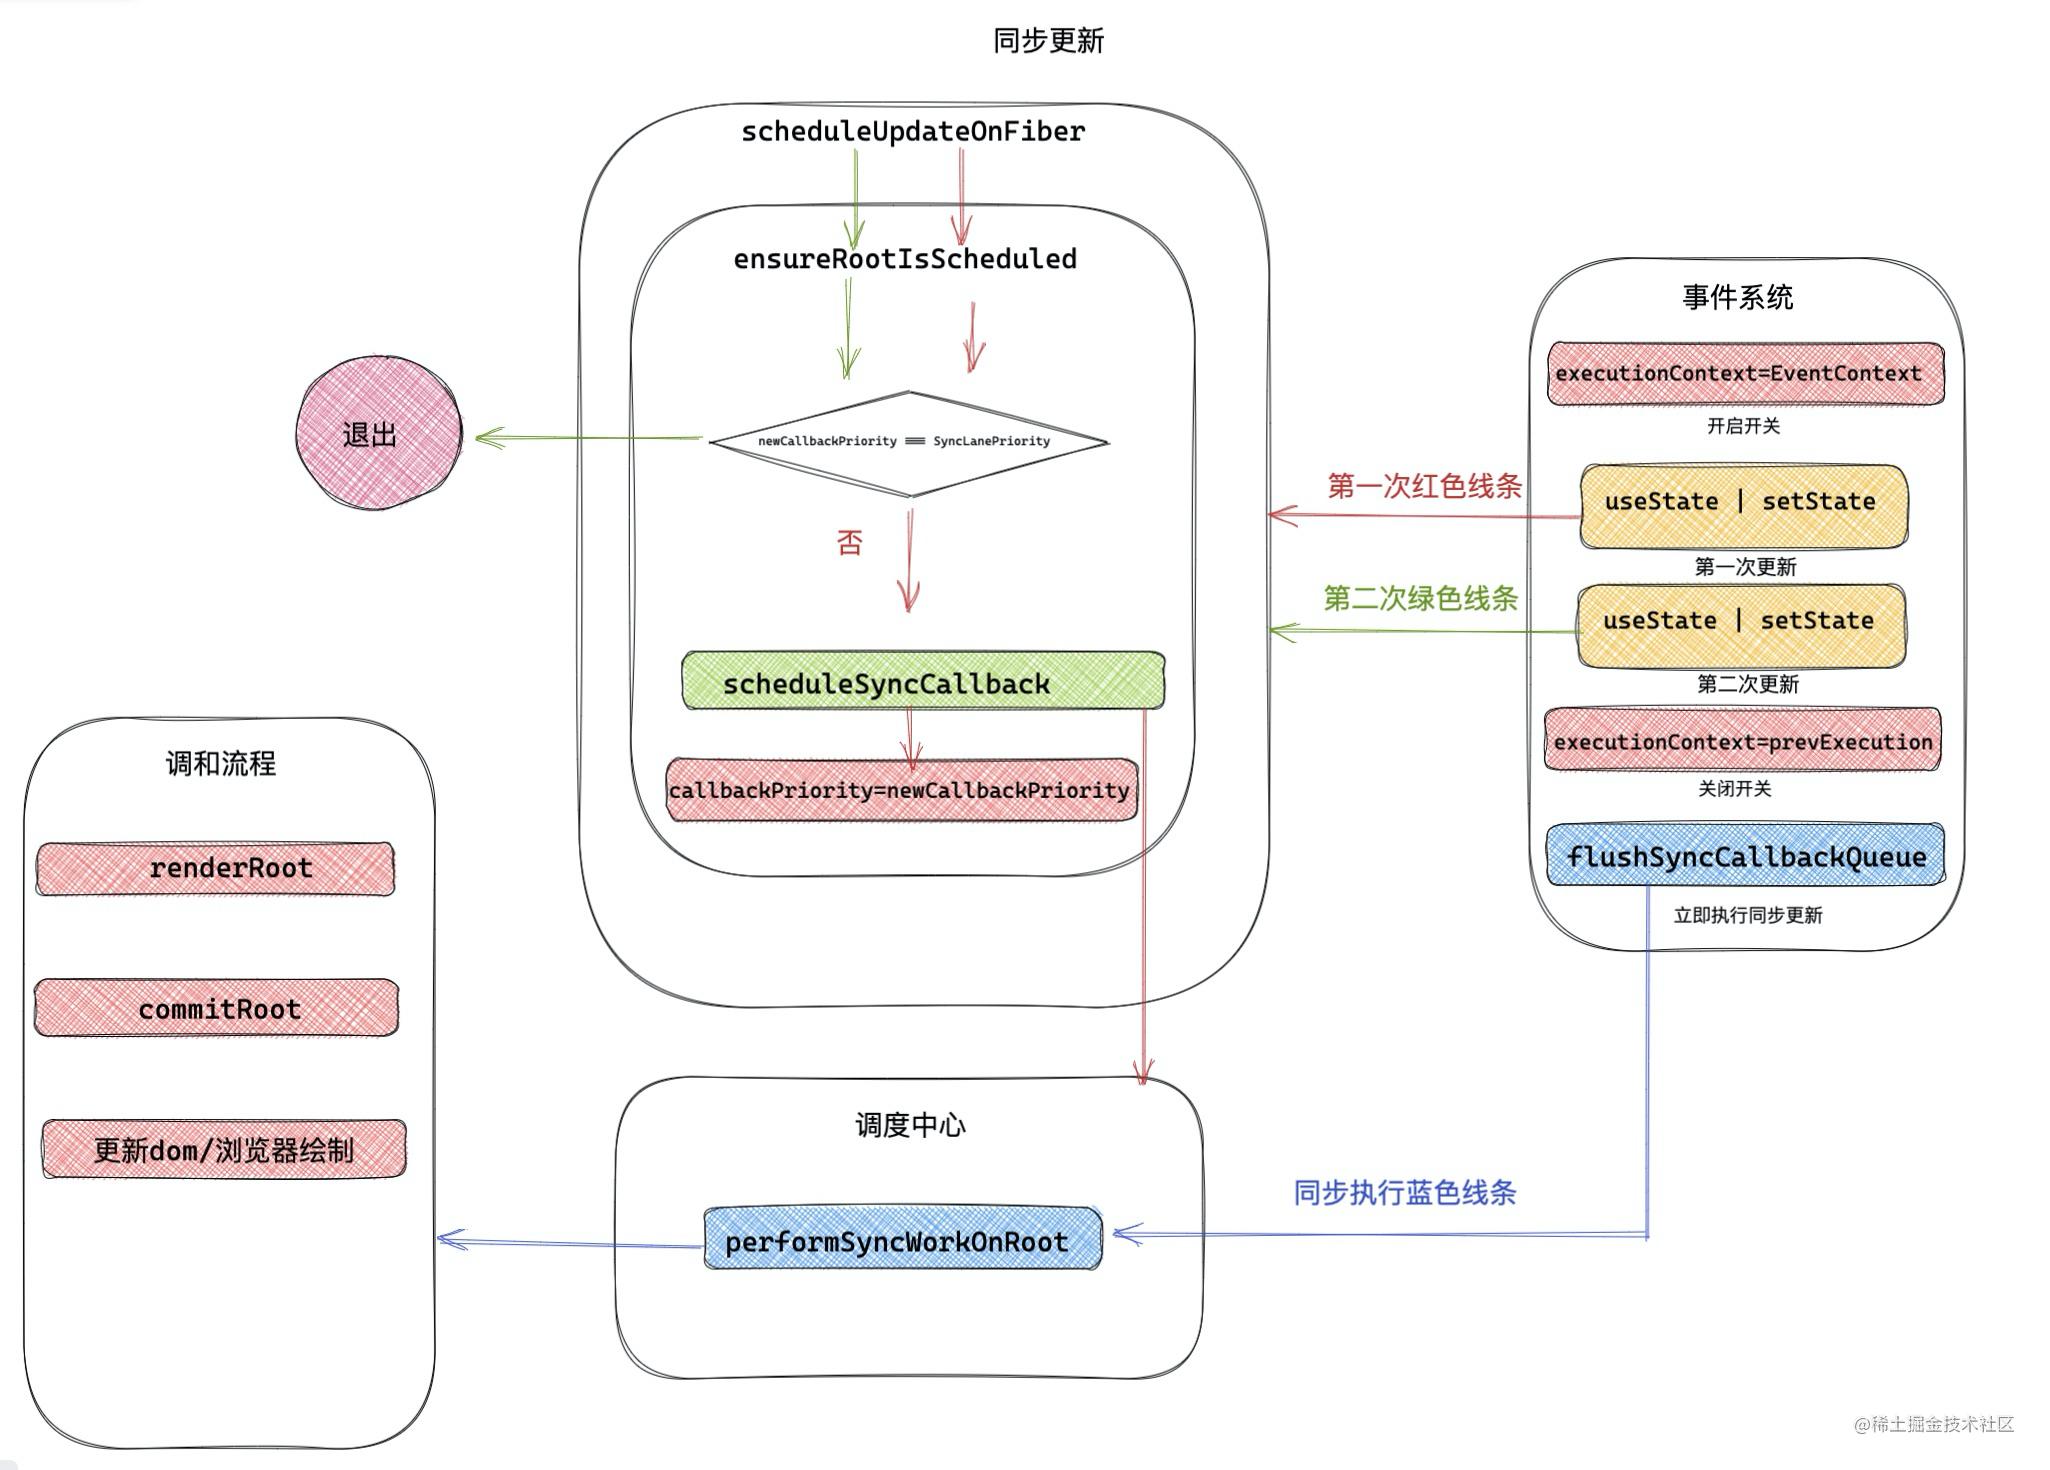 同步更新
scheduleUpdateOnFiber
ensureRootIsScheduled
newCallbackPriority === SyncLanePriority
退出
否
scheduleSyncCallback
callbackPriority=newCallbackPriority
第一次红色线条
第二次绿色线条
事件系统
executionContext=EventContext
开启开关
useState | setState
第一次更新
useState | setState
第二次更新
executionContext=prevExecution
关闭开关
flushSyncCallbackQueue
立即执行同步更新
调和流程
renderRoot
commitRoot
更新dom/浏览器绘制
调度中心
performSyncWorkOnRoot
同步执行蓝色线条
@稀土掘金技术社区